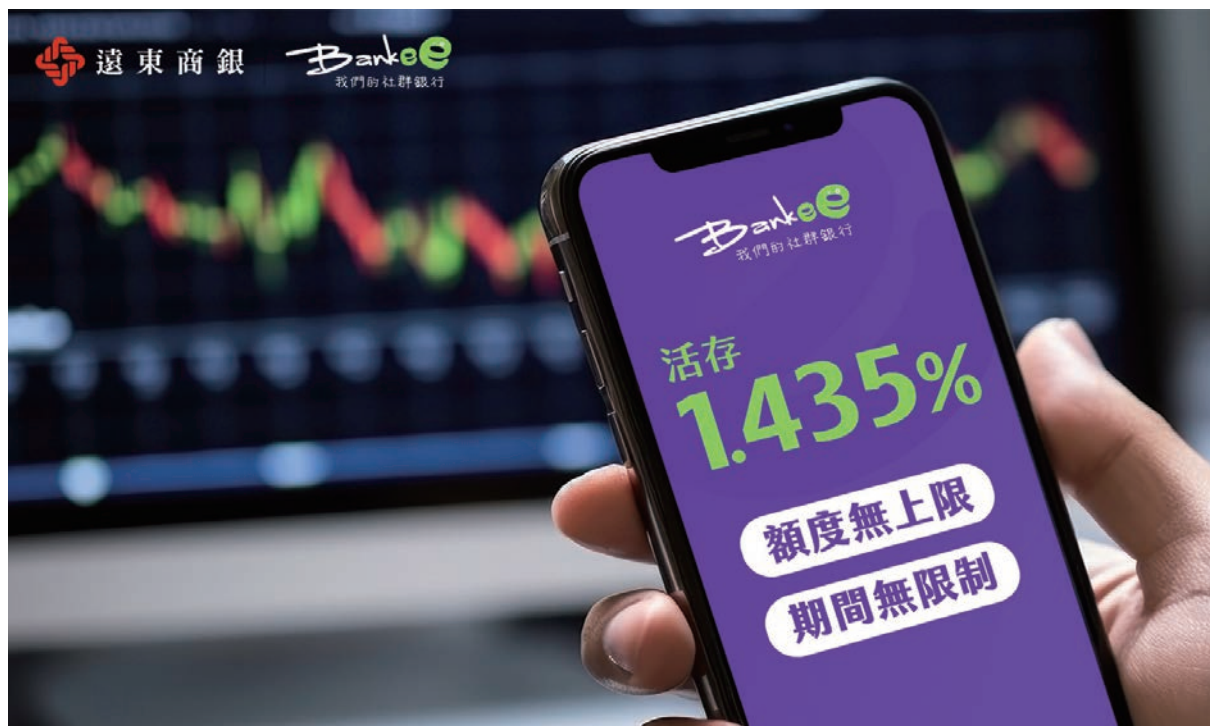 遠東商銀
Bankee
我們的社群銀行
Bankee
我們的社群銀行
活存
1.435%
額度無上限
期間無限制